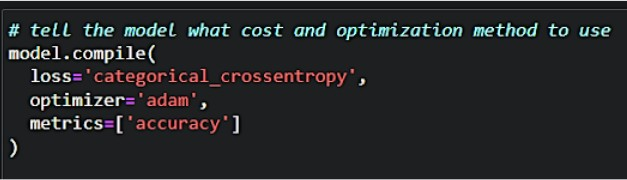 # tell the model what cost and optimization method to use
model.compile(
  loss='categorical_crossentropy',
  optimizer='adam',
  metrics=['accuracy']
)